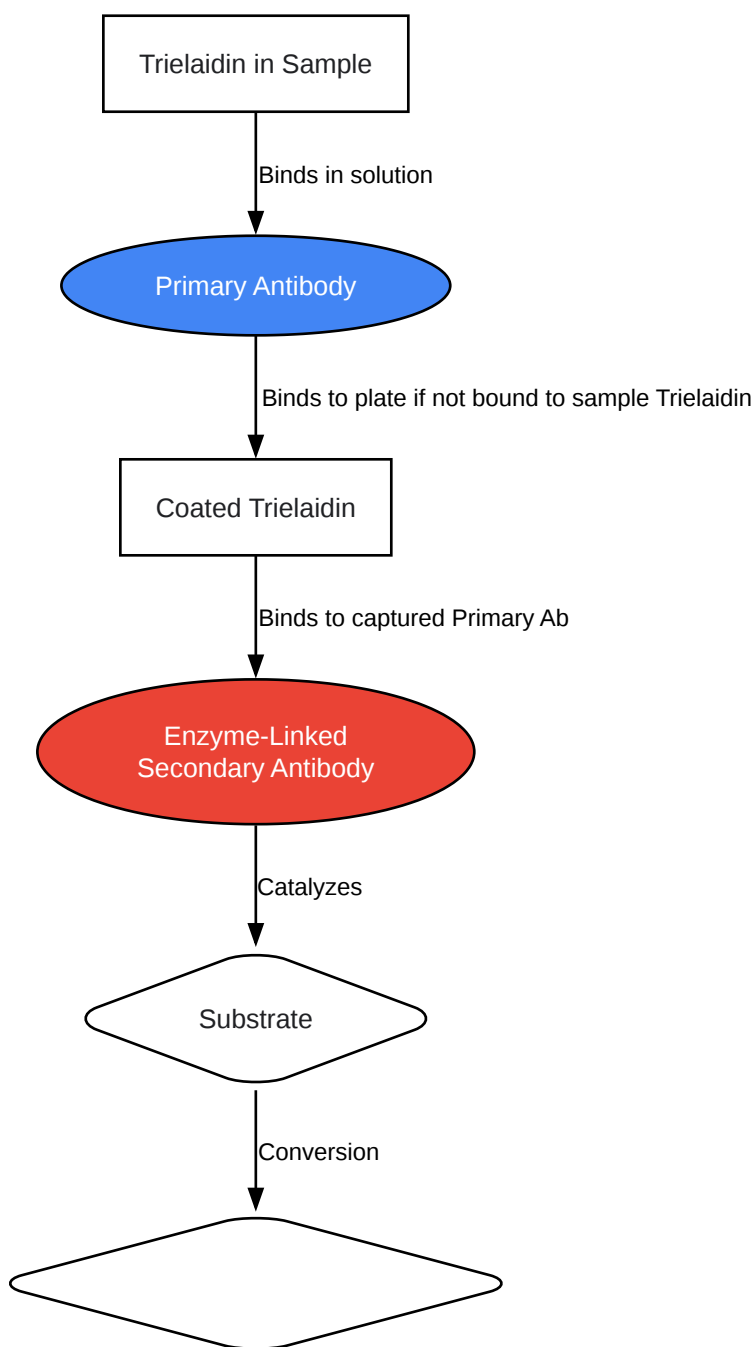 Trielaidin in Sample
Binds in solution
Primary Antibody
Binds to plate if not bound to sample Trielaidin
Coated Trielaidin
Binds to captured Primary Ab
Enzyme-Linked
Secondary Antibody
Catalyzes
Substrate
Conversion